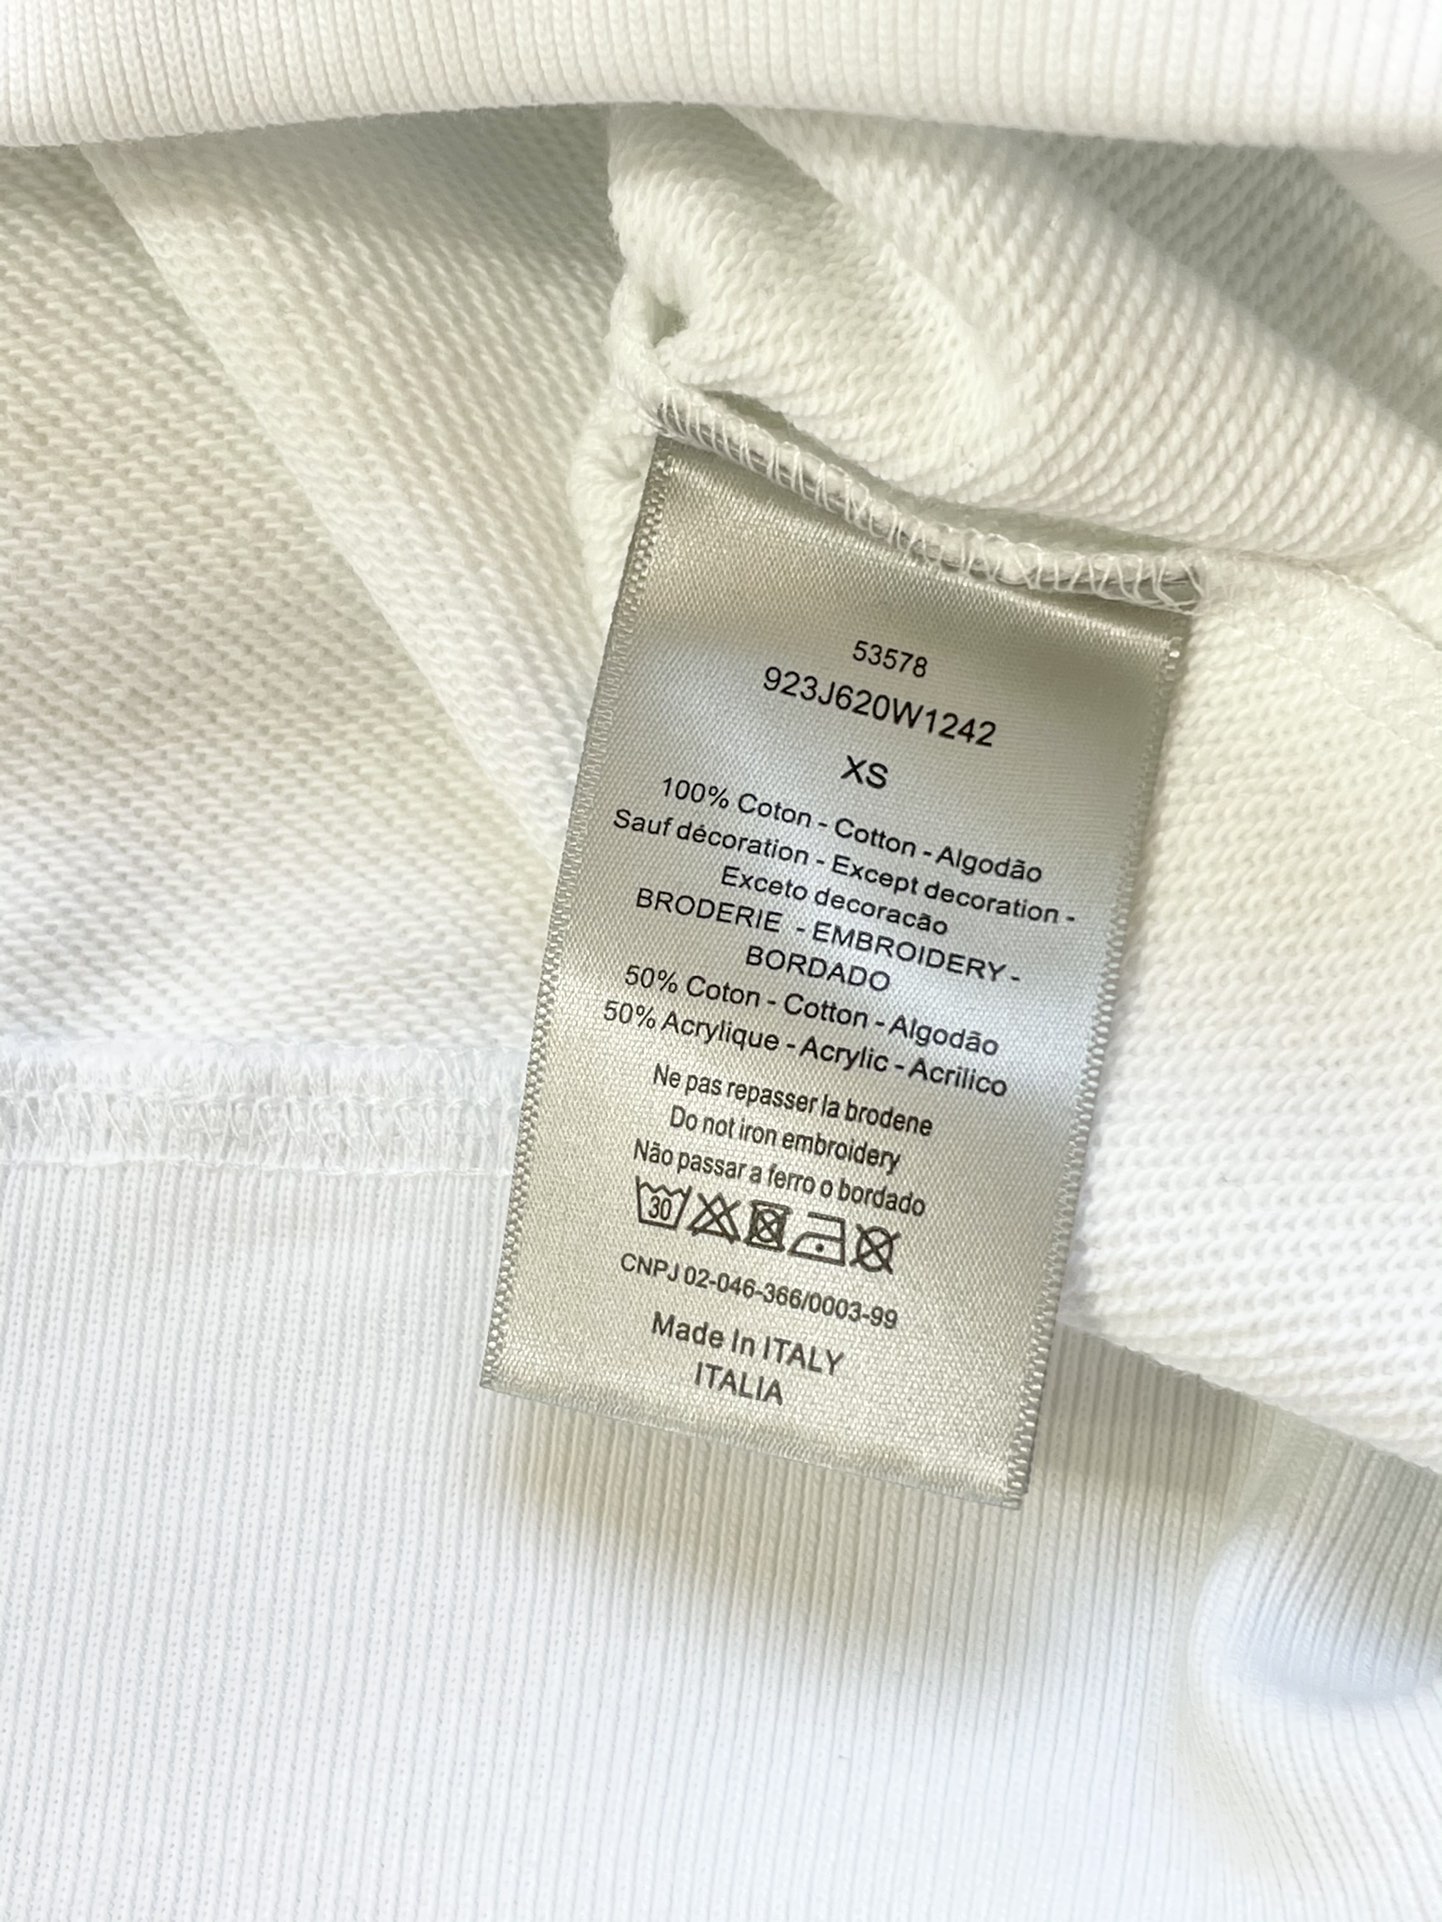 53578
923J620W1242
XS
100% Coton - Cotton - Algodão
Sauf décoration - Except decoration -
Exceto decoracão
BRODERIE - EMBROIDERY -
BORDADO
50% Coton - Cotton - Algodão
50% Acrylique - Acrylic - Acrilico
Ne pas repasser la brodene
Do not iron embroidery
Não passar a ferro o bordado
30
CNPJ 02-046-366/0003-99
Made In ITALY
ITALIA